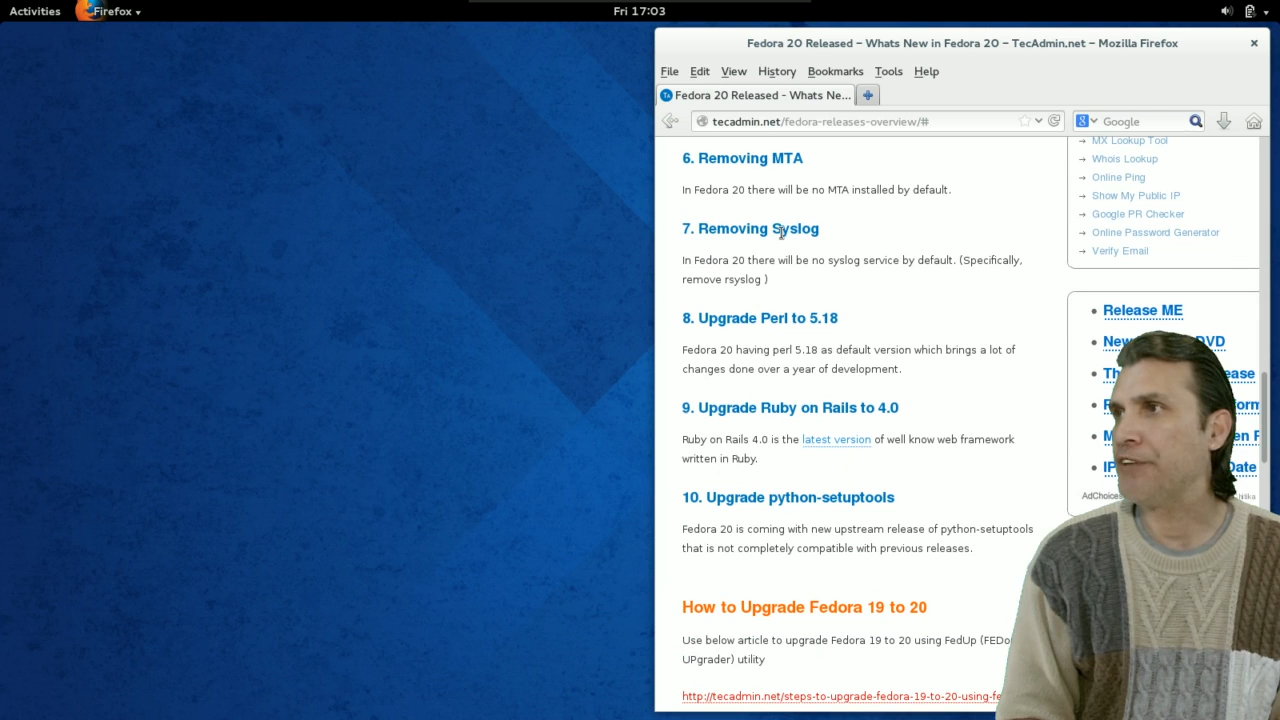 Activities
Firefox
Fri 17:03
Fedora 20 Released – Whats New in Fedora 20 – TecAdmin.net – Mozilla Firefox
File Edit View History Bookmarks Tools Help
Fedora 20 Released - Whats Ne...
tecadmin.net/fedora-releases-overview/#
Google
6. Removing MTA
In Fedora 20 there will be no MTA installed by default.
7. Removing Syslog
In Fedora 20 there will be no syslog service by default. (Specifically,
remove rsyslog )
8. Upgrade Perl to 5.18
Fedora 20 having perl 5.18 as default version which brings a lot of
changes done over a year of development.
9. Upgrade Ruby on Rails to 4.0
Ruby on Rails 4.0 is the latest version of well know web framework
written in Ruby.
10. Upgrade python-setuptools
Fedora 20 is coming with new upstream release of python-setuptools
that is not completely compatible with previous releases.
How to Upgrade Fedora 19 to 20
Use below article to upgrade Fedora 19 to 20 using FedUp
UPgrader) utility
http://tecadmin.net/steps-to-upgrade-fedora-19-to-20-using-fe
MX Lookup Tool
Whois Lookup
Online Ping
Show My Public IP
Google PR Checker
Online Password Generator
Verify Email
Release ME
DVD
Date
AdChoices